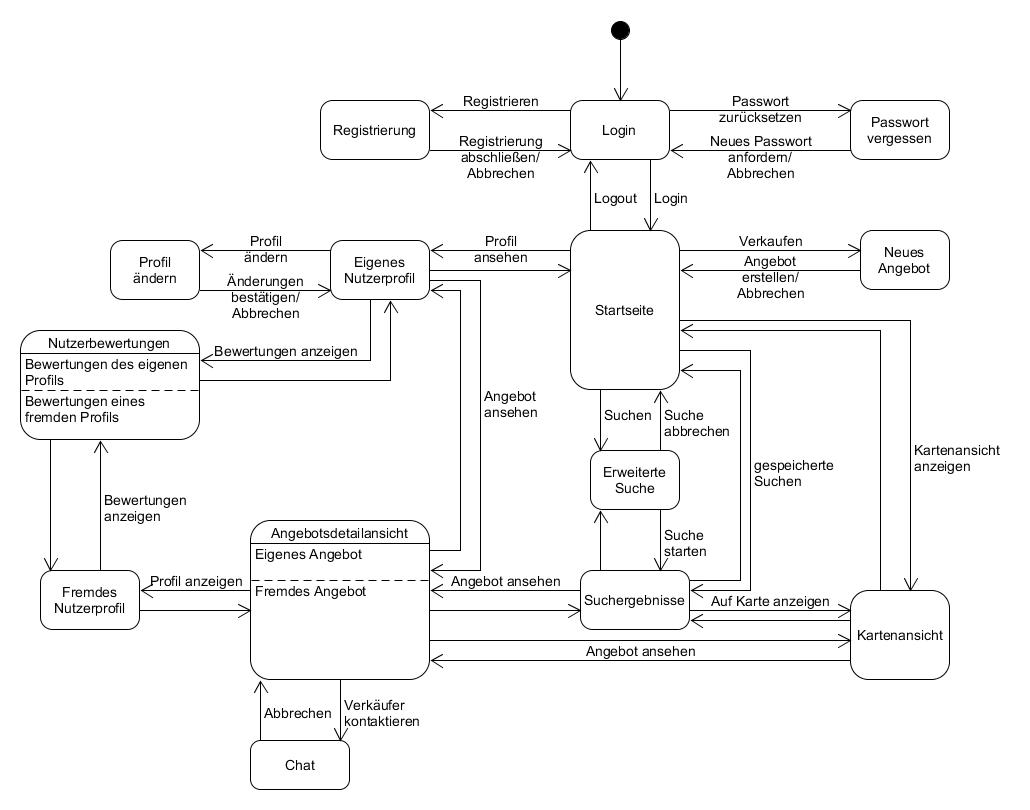 Registrieren
Passwort
zurücksetzen
Registrierung
Login
Passwort
vergessen
Registrierung
abschließen/
Abbrechen
Neues Passwort
anfordern/
Abbrechen
Logout
Login
Profil
ändern
Profil
ansehen
Verkaufen
Profil
ändern
Eigenes
Nutzerprofil
Neues
Angebot
Änderungen
bestätigen/
Abbrechen
Angebot
erstellen/
Abbrechen
Startseite
Nutzerbewertungen
Bewertungen anzeigen
Bewertungen des eigenen
Profils
Bewertungen eines
fremden Profils
Angebot
ansehen
Suchen
Suche
abbrechen
Kartenansicht
anzeigen
gespeicherte
Suchen
Erweiterte
Suche
Bewertungen
anzeigen
Angebotsdetailansicht
Eigenes Angebot
Suche
starten
Profil anzeigen
Fremdes Angebot
Angebot ansehen
Fremdes
Nutzerprofil
Suchergebnisse
Auf Karte anzeigen
Kartenansicht
Angebot ansehen
Abbrechen
Verkäufer
kontaktieren
Chat